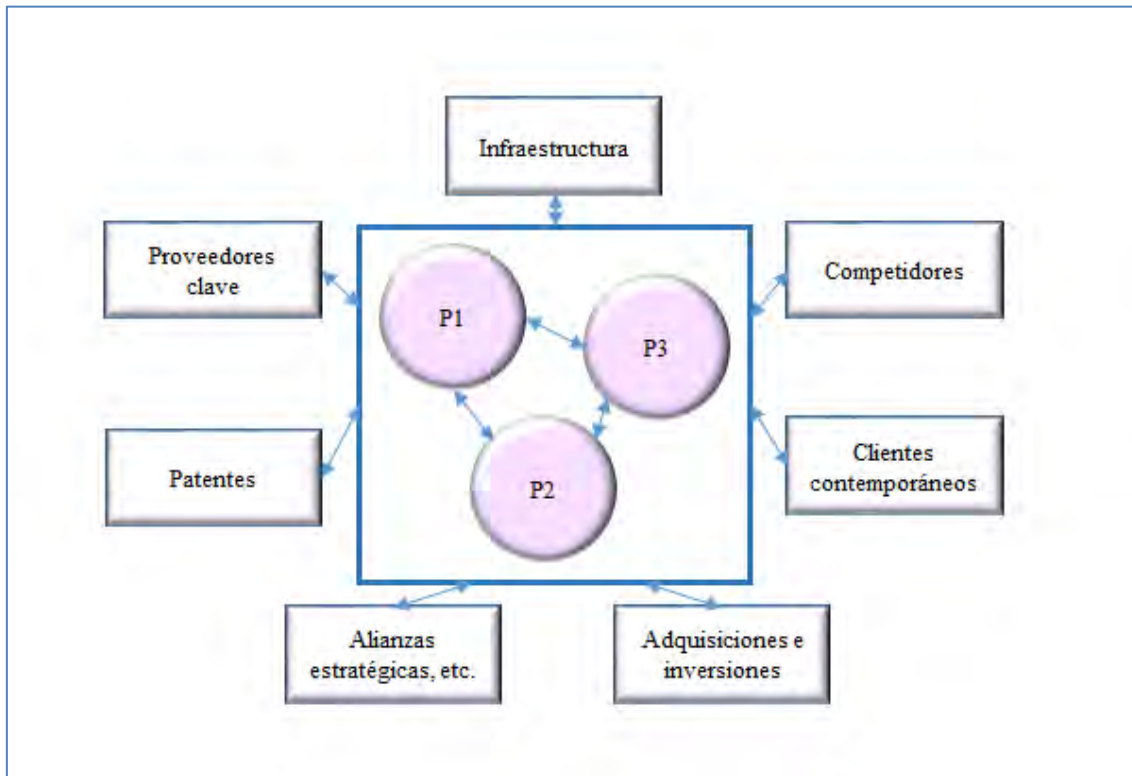 Infraestructura
Proveedores
clave
Competidores
P1
P3
Patentes
Clientes
contemporáneos
P2
Alianzas
estratégicas, etc.
Adquisiciones e
inversiones